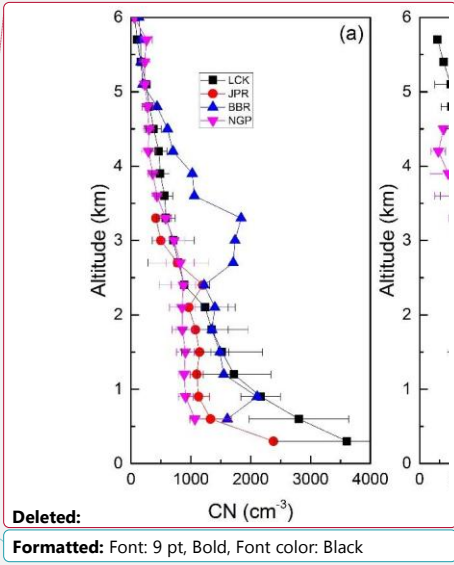 6
(a)
LCK
JPR
BBR
NGP
5
4
3
2
1
0
Altitude (km)
0 1000 2000 3000 4000
CN (cm⁻³)
6
5
4
3
2
1
0
Altitude (km)
0
Deleted:
Formatted: Font: 9 pt, Bold, Font color: Black